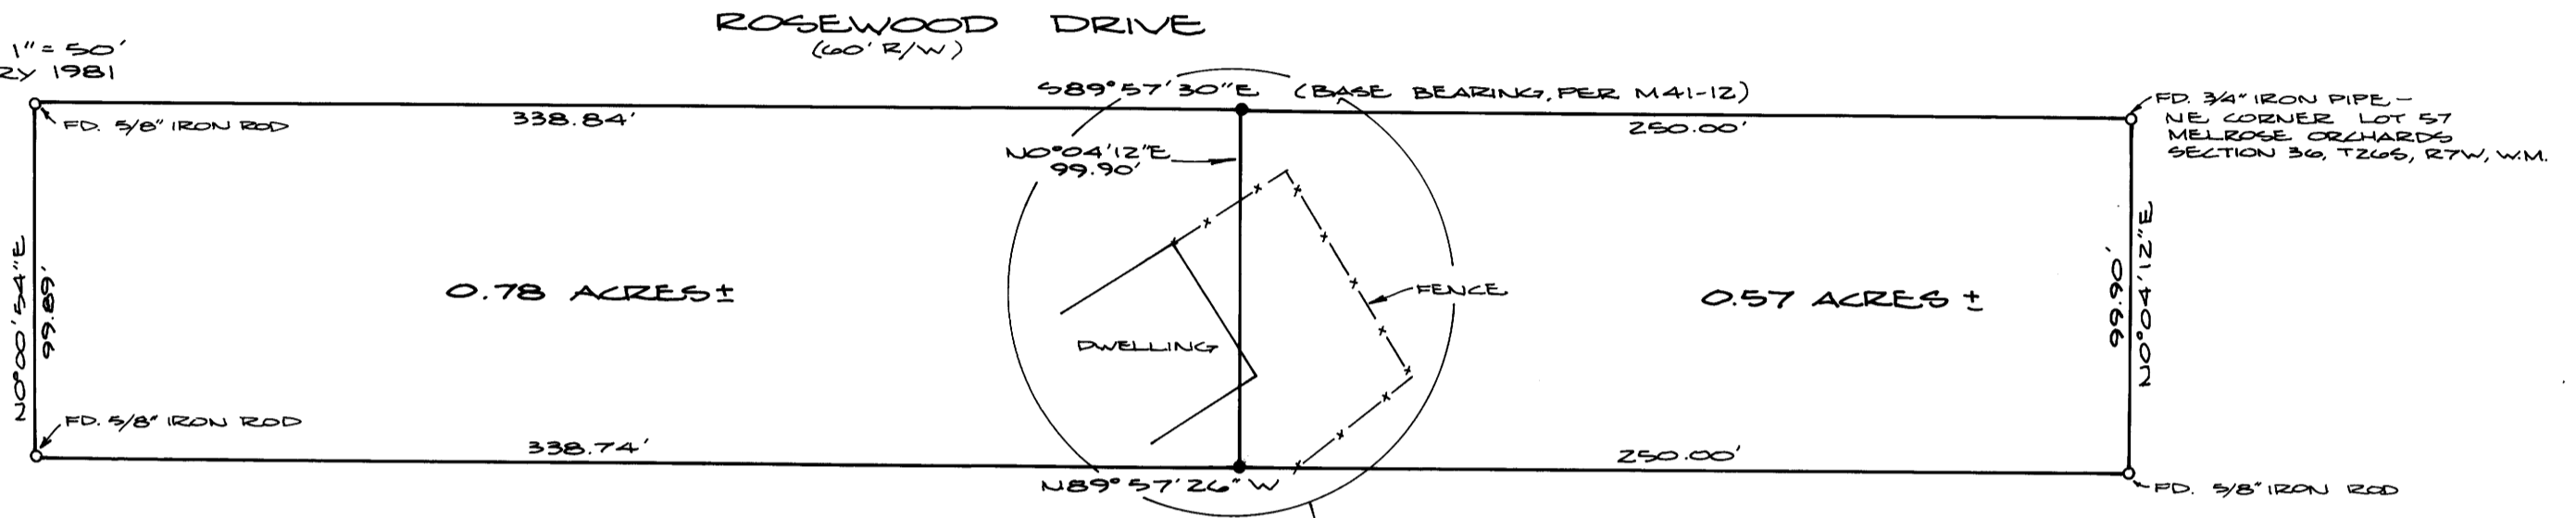 ROSEWOOD DRIVE
(60' R/W)
1" = 50'
RY 1981
S89°57'30"E (BASE BEARING, PER M41-12)
338.84'
250.00'
FD. 5/8" IRON ROD
FD. 3/4" IRON PIPE -
NE CORNER LOT 57
MELROSE ORCHARDS
SECTION 36, T26S, R7W, W.M.
N0°04'12"E
99.90'
N0°00'54"E
99.89'
0.78 ACRES ±
DWELLING
FENCE
0.57 ACRES ±
99.90'
N0°04'12"E
FD. 5/8" IRON ROD
338.74'
N89°57'26"W
250.00'
FD. 5/8" IRON ROD